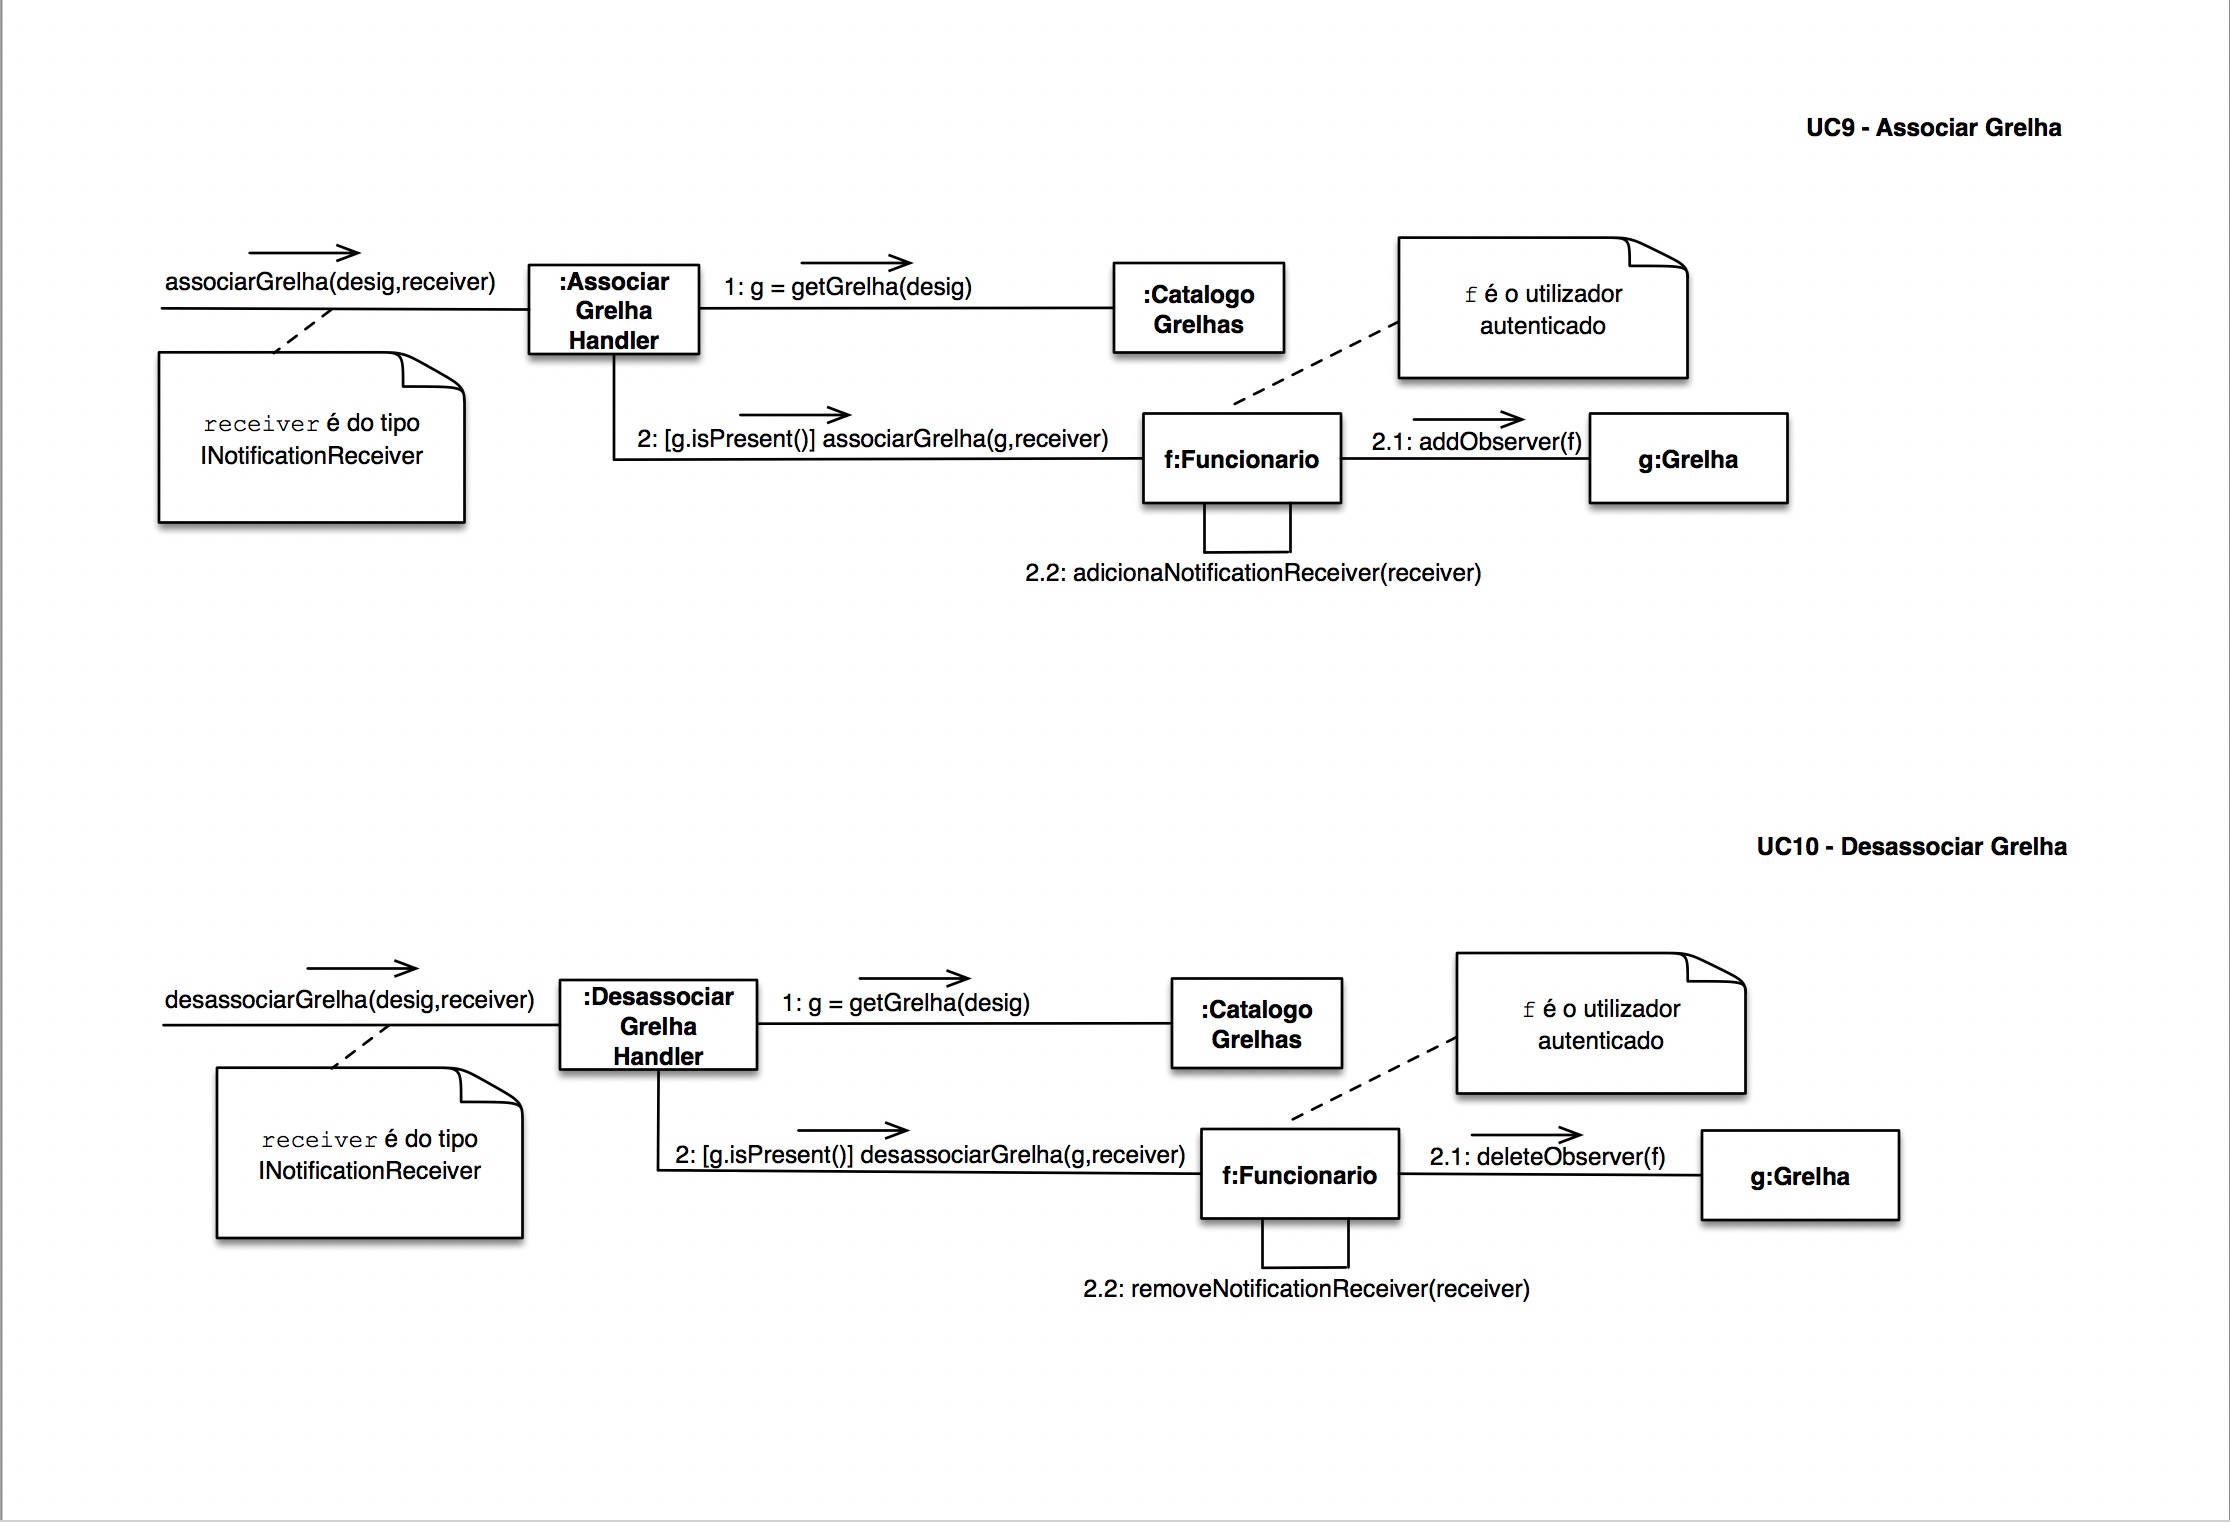 UC9 - Associar Grelha
associarGrelha(desig,receiver)
:Associar
Grelha
Handler
1: g = getGrelha(desig)
:Catalogo
Grelhas
f é o utilizador
autenticado
receiver é do tipo
INotificationReceiver
2: [g.isPresent()] associarGrelha(g,receiver)
f:Funcionario
2.1: addObserver(f)
g:Grelha
2.2: adicionaNotificationReceiver(receiver)
UC10 - Desassociar Grelha
desassociarGrelha(desig,receiver)
:Desassociar
Grelha
Handler
1: g = getGrelha(desig)
:Catalogo
Grelhas
f é o utilizador
autenticado
receiver é do tipo
INotificationReceiver
2: [g.isPresent()] desassociarGrelha(g,receiver)
f:Funcionario
2.1: deleteObserver(f)
g:Grelha
2.2: removeNotificationReceiver(receiver)